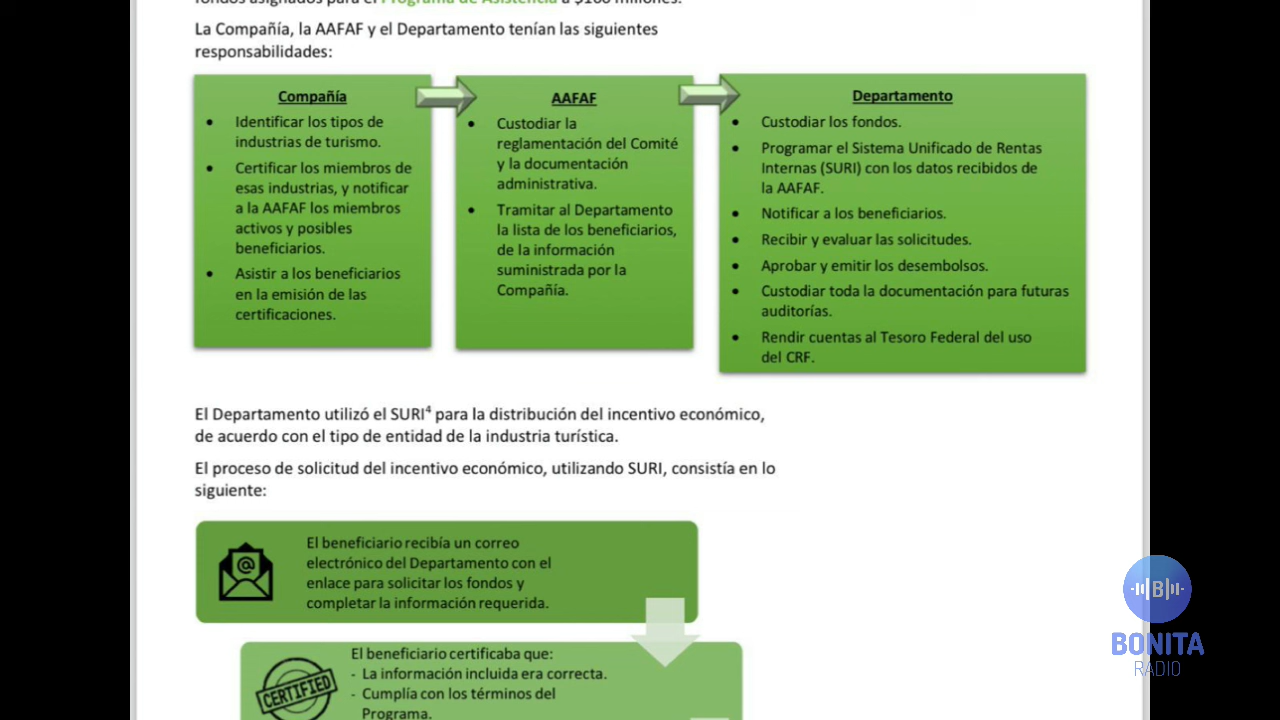 fondos asignados para el Programa de Asistencia a $100 millones.
La Compañía, la AAFAF y el Departamento tenían las siguientes
responsabilidades:
Compañía
• Identificar los tipos de
industrias de turismo.
• Certificar los miembros de
esas industrias, y notificar
a la AAFAF los miembros
activos y posibles
beneficiarios.
• Asistir a los beneficiarios
en la emisión de las
certificaciones.
AAFAF
• Custodiar la
reglamentación del Comité
y la documentación
administrativa.
• Tramitar al Departamento
la lista de los beneficiarios,
de la información
suministrada por la
Compañía.
Departamento
• Custodiar los fondos.
• Programar el Sistema Unificado de Rentas
Internas (SURI) con los datos recibidos de
la AAFAF.
• Notificar a los beneficiarios.
• Recibir y evaluar las solicitudes.
• Aprobar y emitir los desembolsos.
• Custodiar toda la documentación para futuras
auditorías.
• Rendir cuentas al Tesoro Federal del uso
del CRF.
El Departamento utilizó el SURI⁴ para la distribución del incentivo económico,
de acuerdo con el tipo de entidad de la industria turística.
El proceso de solicitud del incentivo económico, utilizando SURI, consistía en lo
siguiente:
@
El beneficiario recibía un correo
electrónico del Departamento con el
enlace para solicitar los fondos y
completar la información requerida.
CERTIFIED
El beneficiario certificaba que:
- La información incluida era correcta.
- Cumplía con los términos del
Programa.
B
BONITA
RADIO